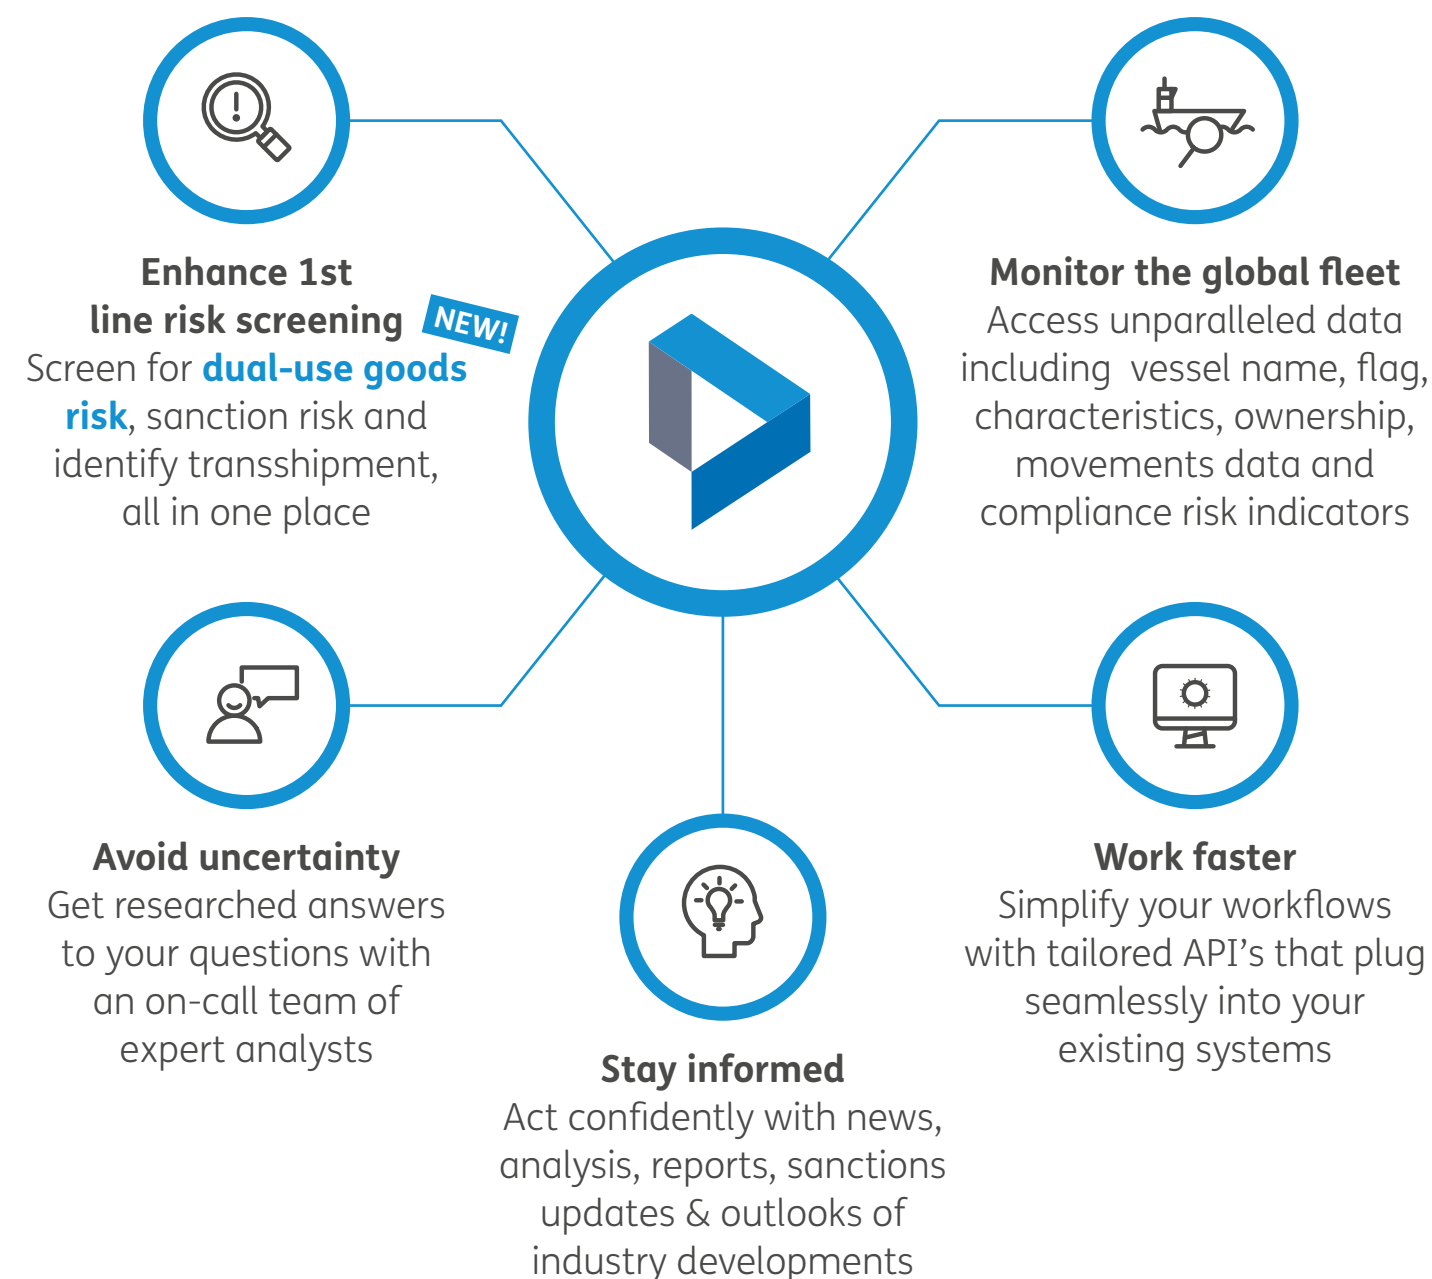 Enhance 1st
line risk screening
NEW!
Screen for dual-use goods
risk, sanction risk and
identify transshipment,
all in one place
Monitor the global fleet
Access unparalleled data
including  vessel name, flag,
characteristics, ownership,
movements data and
compliance risk indicators
Avoid uncertainty
Get researched answers
to your questions with
an on-call team of
expert analysts
Stay informed
Act confidently with news,
analysis, reports, sanctions
updates & outlooks of
industry developments
Work faster
Simplify your workflows
with tailored API's that plug
seamlessly into your
existing systems